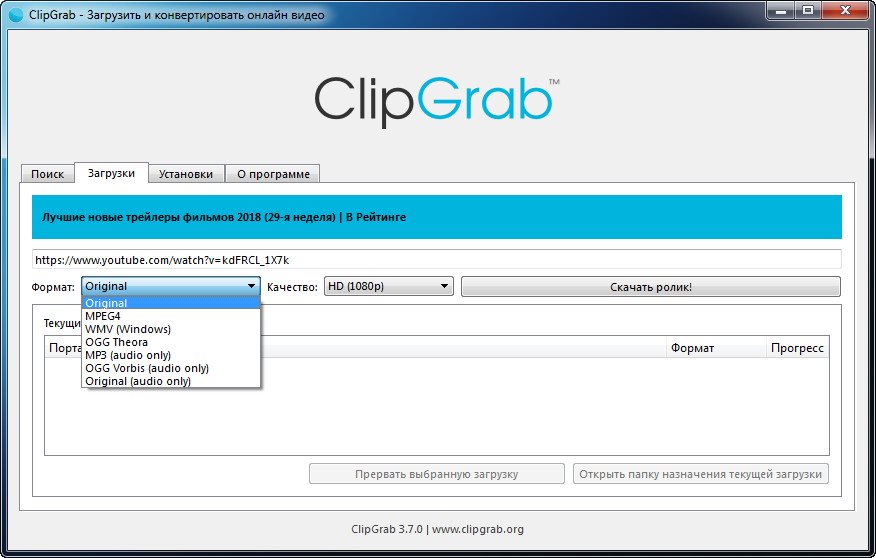 ClipGrab - Загрузить и конвертировать онлайн видео
ClipGrab™
Поиск Загрузки Установки О программе
Лучшие новые трейлеры фильмов 2018 (29-я неделя) | В Рейтинге
https://www.youtube.com/watch?v=kdFRCL_1X7k
Формат: Original Качество: HD (1080p) Скачать ролик!
Original
MPEG4
WMV (Windows)
OGG Theora
MP3 (audio only)
OGG Vorbis (audio only)
Original (audio only)
Текущи
Порта Формат Прогресс
Прервать выбранную загрузку Открыть папку назначения текущей загрузки
ClipGrab 3.7.0 | www.clipgrab.org